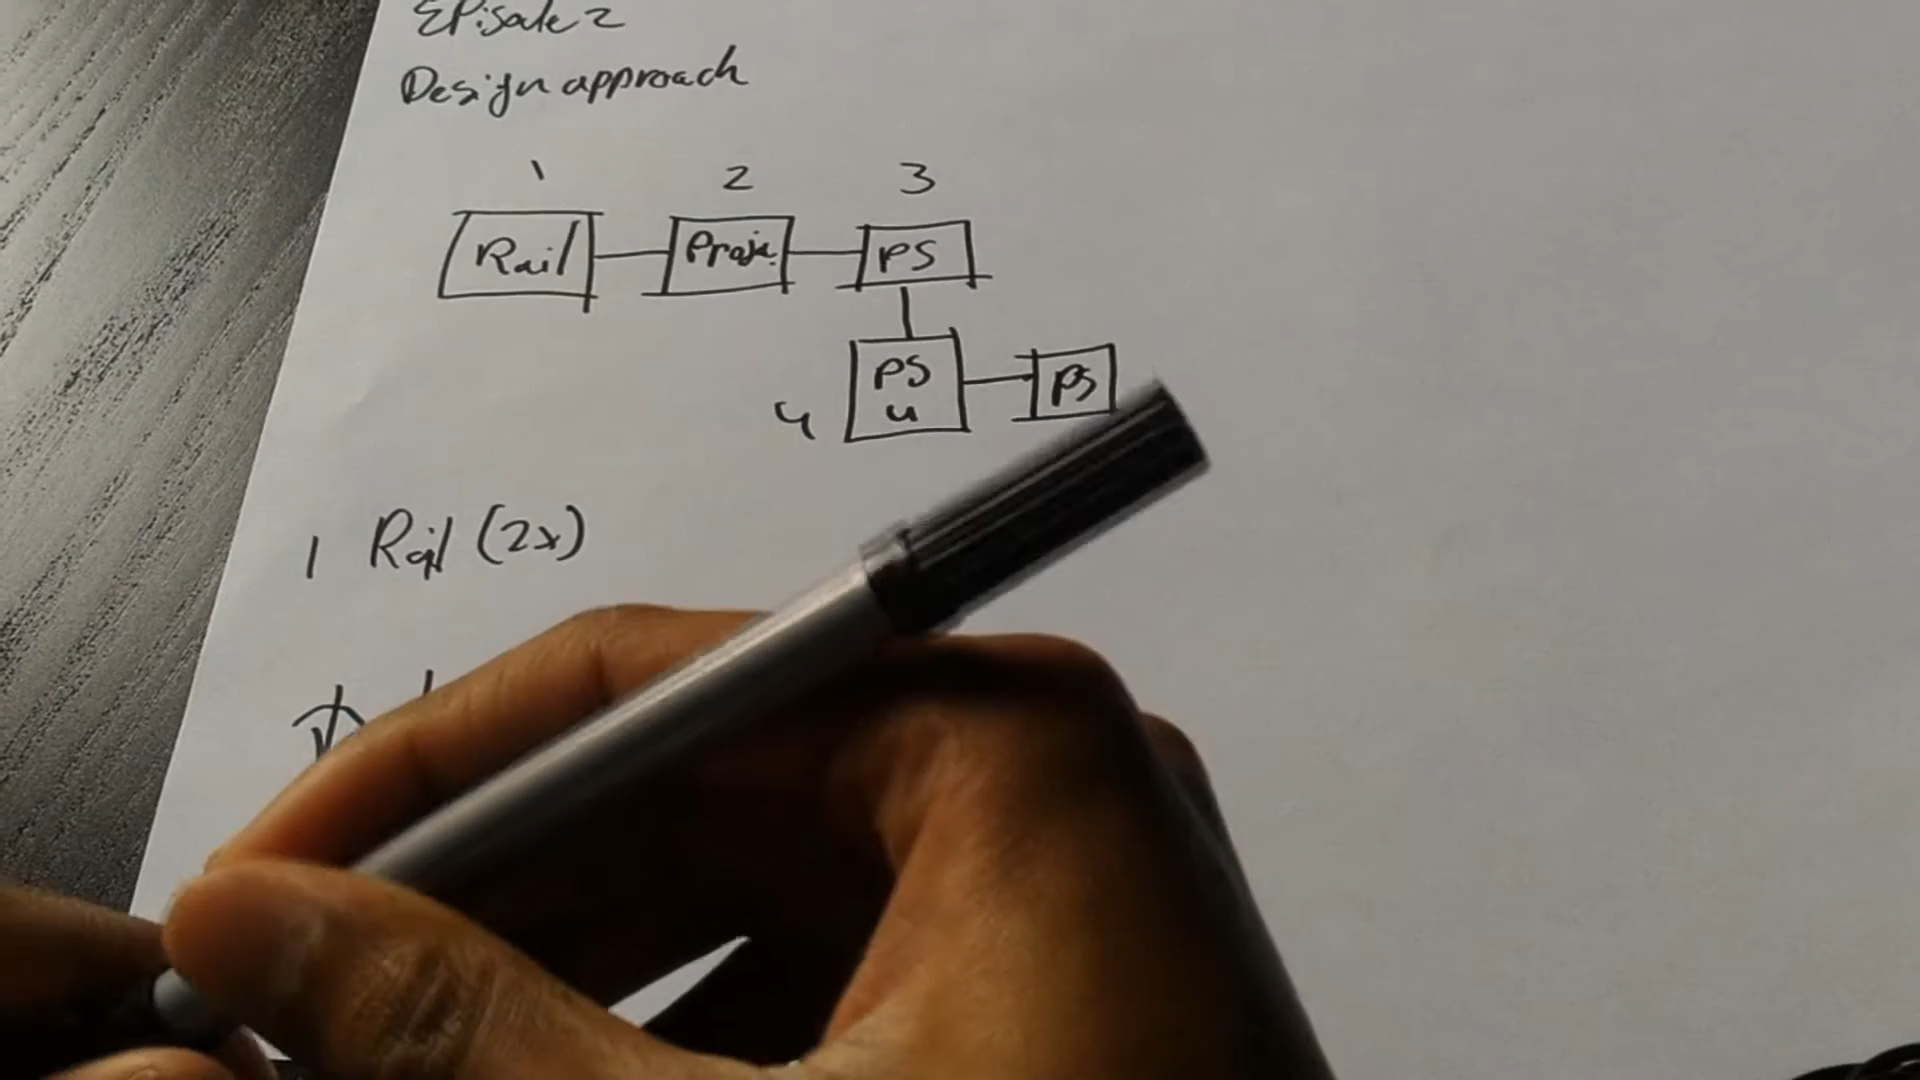 Episode 2
Design approach
1 2 3
Rail Proje. PS
PS PS
4 u
1 Rail (2x)